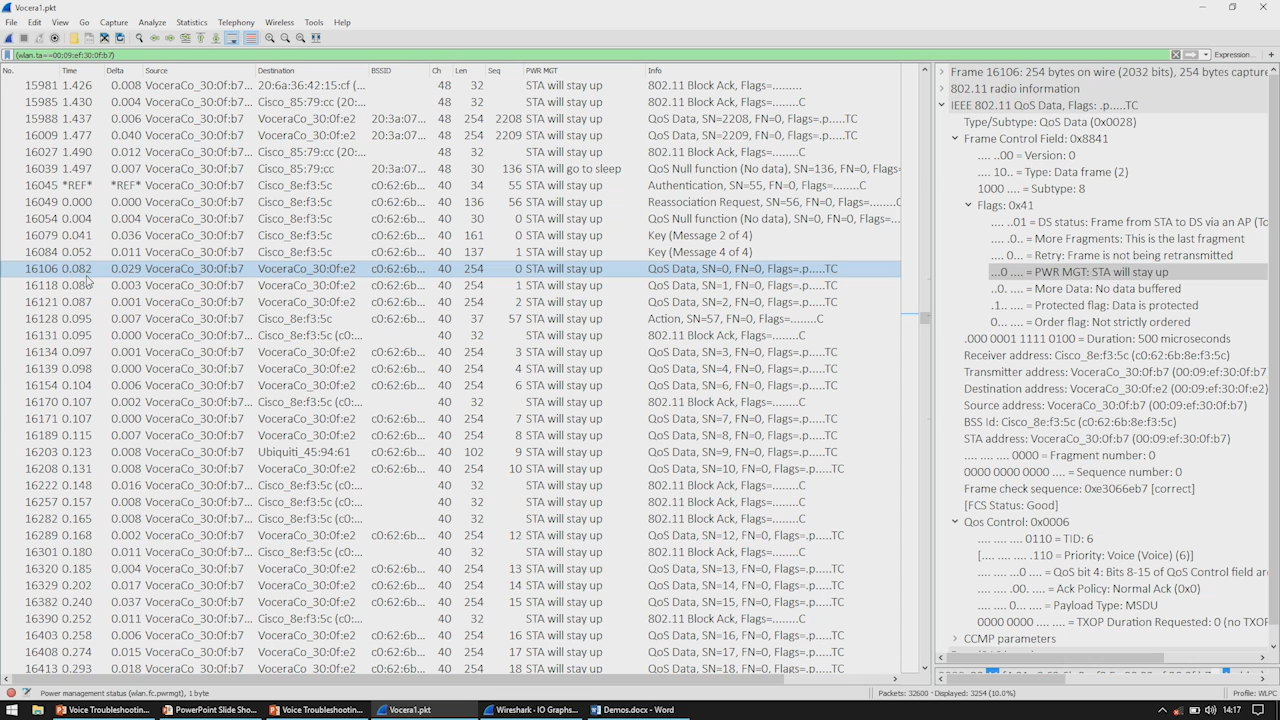 Vocera1.pkt
File Edit View Go Capture Analyze Statistics Telephony Wireless Tools Help
(wlan.ta==00:09:ef:30:0f:b7) Expression… +
No. Time Delta Source Destination BSSID Ch Len Seq PWR MGT Info
15981 1.426 0.008 VoceraCo_30:0f:b7… 20:6a:36:42:15:cf (… 48 32 STA will stay up 802.11 Block Ack, Flags=.........
15985 1.430 0.004 VoceraCo_30:0f:b7… Cisco_85:79:cc (20:… 48 32 STA will stay up 802.11 Block Ack, Flags=........C
15988 1.437 0.006 VoceraCo_30:0f:b7 VoceraCo_30:0f:e2 20:3a:07… 48 254 2208 STA will stay up QoS Data, SN=2208, FN=0, Flags=.p.....TC
16009 1.477 0.040 VoceraCo_30:0f:b7 VoceraCo_30:0f:e2 20:3a:07… 48 254 2209 STA will stay up QoS Data, SN=2209, FN=0, Flags=.p.....TC
16027 1.490 0.012 VoceraCo_30:0f:b7… Cisco_85:79:cc (20:… 48 32 STA will stay up 802.11 Block Ack, Flags=........C
16039 1.497 0.007 VoceraCo_30:0f:b7 Cisco_85:79:cc 20:3a:07… 48 30 136 STA will go to sleep QoS Null function (No data), SN=136, FN=0, Flags=
16045 *REF* *REF* VoceraCo_30:0f:b7 Cisco_8e:f3:5c c0:62:6b… 40 34 55 STA will stay up Authentication, SN=55, FN=0, Flags=........C
16049 0.000 0.000 VoceraCo_30:0f:b7 Cisco_8e:f3:5c c0:62:6b… 40 136 56 STA will stay up Reassociation Request, SN=56, FN=0, Flags=........
16054 0.004 0.004 VoceraCo_30:0f:b7 Cisco_8e:f3:5c c0:62:6b… 40 30 0 STA will stay up QoS Null function (No data), SN=0, FN=0, Flags=...
16079 0.041 0.036 VoceraCo_30:0f:b7 Cisco_8e:f3:5c c0:62:6b… 40 161 0 STA will stay up Key (Message 2 of 4)
16084 0.052 0.011 VoceraCo_30:0f:b7 Cisco_8e:f3:5c c0:62:6b… 40 137 1 STA will stay up Key (Message 4 of 4)
16106 0.082 0.029 VoceraCo_30:0f:b7 VoceraCo_30:0f:e2 c0:62:6b… 40 254 0 STA will stay up QoS Data, SN=0, FN=0, Flags=.p.....TC
16118 0.003 VoceraCo_30:0f:b7 VoceraCo_30:0f:e2 c0:62:6b… 40 254 1 STA will stay up QoS Data, SN=1, FN=0, Flags=.p.....TC
16121 0.087 0.001 VoceraCo_30:0f:b7 VoceraCo_30:0f:e2 c0:62:6b… 40 254 2 STA will stay up QoS Data, SN=2, FN=0, Flags=.p.....TC
16128 0.095 0.007 VoceraCo_30:0f:b7 Cisco_8e:f3:5c c0:62:6b… 40 37 57 STA will stay up Action, SN=57, FN=0, Flags=........C
16131 0.095 0.000 VoceraCo_30:0f:b7… Cisco_8e:f3:5c (c0:… 40 32 STA will stay up 802.11 Block Ack, Flags=........C
16134 0.097 0.001 VoceraCo_30:0f:b7 VoceraCo_30:0f:e2 c0:62:6b… 40 254 3 STA will stay up QoS Data, SN=3, FN=0, Flags=.p.....TC
16139 0.098 0.000 VoceraCo_30:0f:b7 VoceraCo_30:0f:e2 c0:62:6b… 40 254 4 STA will stay up QoS Data, SN=4, FN=0, Flags=.p.....TC
16154 0.104 0.006 VoceraCo_30:0f:b7 VoceraCo_30:0f:e2 c0:62:6b… 40 254 6 STA will stay up QoS Data, SN=6, FN=0, Flags=.p.....TC
16170 0.107 0.002 VoceraCo_30:0f:b7… Cisco_8e:f3:5c (c0:… 40 32 STA will stay up 802.11 Block Ack, Flags=........C
16171 0.107 0.000 VoceraCo_30:0f:b7 VoceraCo_30:0f:e2 c0:62:6b… 40 254 7 STA will stay up QoS Data, SN=7, FN=0, Flags=.p.....TC
16189 0.115 0.007 VoceraCo_30:0f:b7 VoceraCo_30:0f:e2 c0:62:6b… 40 254 8 STA will stay up QoS Data, SN=8, FN=0, Flags=.p.....TC
16203 0.123 0.008 VoceraCo_30:0f:b7 Ubiquiti_45:94:61 c0:62:6b… 40 102 9 STA will stay up QoS Data, SN=9, FN=0, Flags=.p.....TC
16208 0.131 0.008 VoceraCo_30:0f:b7 VoceraCo_30:0f:e2 c0:62:6b… 40 254 10 STA will stay up QoS Data, SN=10, FN=0, Flags=.p.....TC
16222 0.148 0.016 VoceraCo_30:0f:b7… Cisco_8e:f3:5c (c0:… 40 32 STA will stay up 802.11 Block Ack, Flags=........C
16257 0.157 0.008 VoceraCo_30:0f:b7… Cisco_8e:f3:5c (c0:… 40 32 STA will stay up 802.11 Block Ack, Flags=........C
16282 0.165 0.008 VoceraCo_30:0f:b7… Cisco_8e:f3:5c (c0:… 40 32 STA will stay up 802.11 Block Ack, Flags=........C
16289 0.168 0.002 VoceraCo_30:0f:b7 VoceraCo_30:0f:e2 c0:62:6b… 40 254 12 STA will stay up QoS Data, SN=12, FN=0, Flags=.p.....TC
16301 0.180 0.011 VoceraCo_30:0f:b7… Cisco_8e:f3:5c (c0:… 40 32 STA will stay up 802.11 Block Ack, Flags=........C
16320 0.185 0.004 VoceraCo_30:0f:b7 VoceraCo_30:0f:e2 c0:62:6b… 40 254 13 STA will stay up QoS Data, SN=13, FN=0, Flags=.p.....TC
16329 0.202 0.017 VoceraCo_30:0f:b7 VoceraCo_30:0f:e2 c0:62:6b… 40 254 14 STA will stay up QoS Data, SN=14, FN=0, Flags=.p.....TC
16382 0.240 0.037 VoceraCo_30:0f:b7 VoceraCo_30:0f:e2 c0:62:6b… 40 254 15 STA will stay up QoS Data, SN=15, FN=0, Flags=.p.....TC
16390 0.252 0.011 VoceraCo_30:0f:b7… Cisco_8e:f3:5c (c0:… 40 32 STA will stay up 802.11 Block Ack, Flags=........C
16403 0.258 0.006 VoceraCo_30:0f:b7 VoceraCo_30:0f:e2 c0:62:6b… 40 254 16 STA will stay up QoS Data, SN=16, FN=0, Flags=.p.....TC
16408 0.274 0.015 VoceraCo_30:0f:b7 VoceraCo_30:0f:e2 c0:62:6b… 40 254 17 STA will stay up QoS Data, SN=17, FN=0, Flags=.p.....TC
16413 0.293 0.018 VoceraCo_30:0f:b7 VoceraCo_30:0f:e2 c0:62:6b… 40 254 18 STA will stay up QoS Data, SN=18, FN=0, Flags=.p.....TC
Frame 16106: 254 bytes on wire (2032 bits), 254 bytes capture
802.11 radio information
IEEE 802.11 QoS Data, Flags: .p.....TC
Type/Subtype: QoS Data (0x0028)
Frame Control Field: 0x8841
.... ..00 = Version: 0
.... 10.. = Type: Data frame (2)
1000 .... = Subtype: 8
Flags: 0x41
.... ..01 = DS status: Frame from STA to DS via an AP (To
.... .0.. = More Fragments: This is the last fragment
.... 0... = Retry: Frame is not being retransmitted
...0 .... = PWR MGT: STA will stay up
..0. .... = More Data: No data buffered
.1.. .... = Protected flag: Data is protected
0... .... = Order flag: Not strictly ordered
.000 0001 1111 0100 = Duration: 500 microseconds
Receiver address: Cisco_8e:f3:5c (c0:62:6b:8e:f3:5c)
Transmitter address: VoceraCo_30:0f:b7 (00:09:ef:30:0f:b7
Destination address: VoceraCo_30:0f:e2 (00:09:ef:30:0f:e2)
Source address: VoceraCo_30:0f:b7 (00:09:ef:30:0f:b7)
BSS Id: Cisco_8e:f3:5c (c0:62:6b:8e:f3:5c)
STA address: VoceraCo_30:0f:b7 (00:09:ef:30:0f:b7)
.... .... .... 0000 = Fragment number: 0
0000 0000 0000 .... = Sequence number: 0
Frame check sequence: 0xe3066eb7 [correct]
[FCS Status: Good]
Qos Control: 0x0006
.... .... .... 0110 = TID: 6
[.... .... .... .110 = Priority: Voice (Voice) (6)]
.... .... ...0 .... = QoS bit 4: Bits 8-15 of QoS Control field are
.... .... .00. .... = Ack Policy: Normal Ack (0x0)
.... .... 0... .... = Payload Type: MSDU
0000 0000 .... .... = TXOP Duration Requested: 0 (no TXOP
CCMP parameters
Power management status (wlan.fc.pwrmgt), 1 byte Packets: 32600 · Displayed: 3254 (10.0%) Profile: WLPC
Voice Troubleshootin… PowerPoint Slide Sho… Voice Troubleshootin… Vocera1.pkt Wireshark - IO Graphs… Demos.docx - Word 14:17